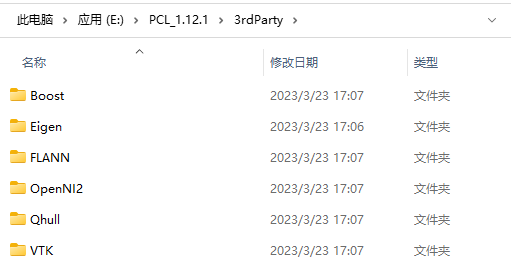 此电脑 > 应用 (E:) > PCL_1.12.1 > 3rdParty >
名称 修改日期 类型
Boost 2023/3/23 17:07 文件夹
Eigen 2023/3/23 17:06 文件夹
FLANN 2023/3/23 17:07 文件夹
OpenNI2 2023/3/23 17:07 文件夹
Qhull 2023/3/23 17:07 文件夹
VTK 2023/3/23 17:07 文件夹